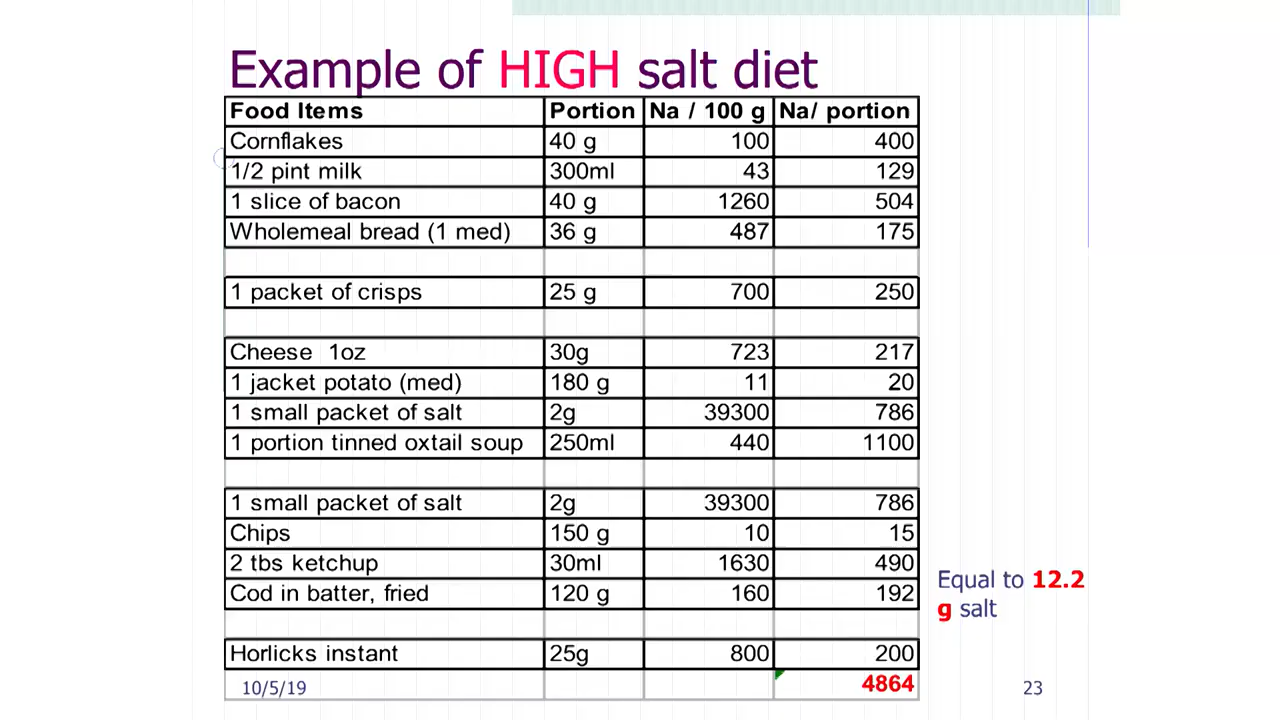 Example of HIGH salt diet
Food Items Portion Na / 100 g Na/ portion
Cornflakes 40 g 100 400
1/2 pint milk 300ml 43 129
1 slice of bacon 40 g 1260 504
Wholemeal bread (1 med) 36 g 487 175
1 packet of crisps 25 g 700 250
Cheese 1oz 30g 723 217
1 jacket potato (med) 180 g 11 20
1 small packet of salt 2g 39300 786
1 portion tinned oxtail soup 250ml 440 1100
1 small packet of salt 2g 39300 786
Chips 150 g 10 15
2 tbs ketchup 30ml 1630 490
Cod in batter, fried 120 g 160 192
Horlicks instant 25g 800 200
4864
Equal to 12.2
g salt
10/5/19
23